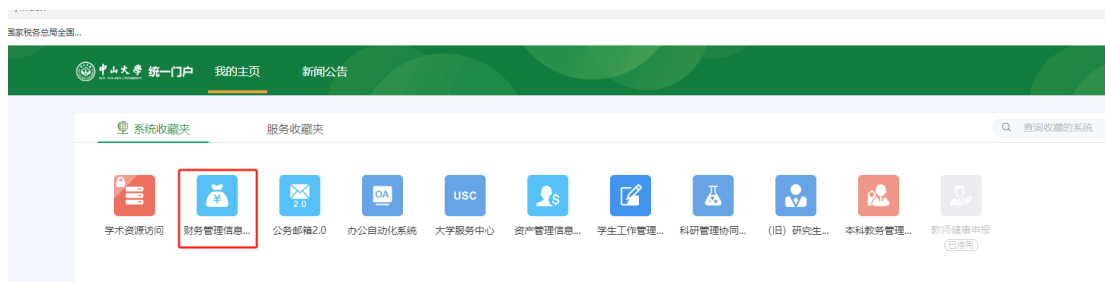 国家税务总局全国...
中山大學 统一门户 我的主页 新闻公告
系统收藏夹 服务收藏夹 查询收藏的系统
2.0 OA USC
学术资源访问 财务管理信息... 公务邮箱2.0 办公自动化系统 大学服务中心 资产管理信息... 学生工作管理... 科研管理协同... (旧)研究生... 本科教务管理... 教师健康申报
(已停用)